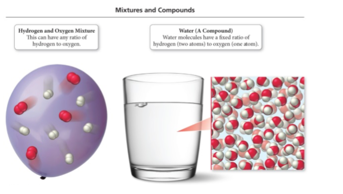 Mixtures and Compounds
Hydrogen and Oxygen Mixture
This can have any ratio of
hydrogen to oxygen.
Water (A Compound)
Water molecules have a fixed ratio of
hydrogen (two atoms) to oxygen (one atom).